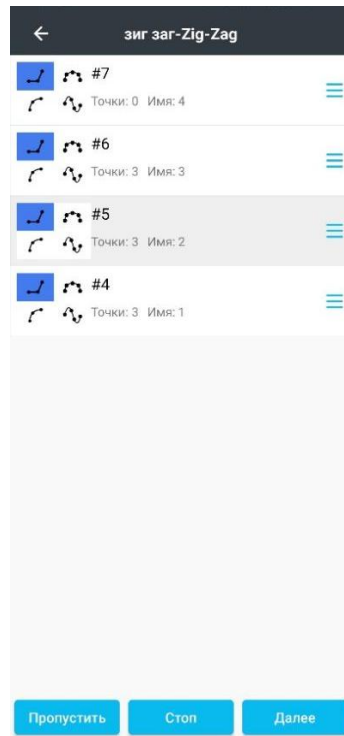 зиг заг-Zig-Zag
#7
Точки: 0 Имя: 4
#6
Точки: 3 Имя: 3
#5
Точки: 3 Имя: 2
#4
Точки: 3 Имя: 1
Пропустить Стоп Далее